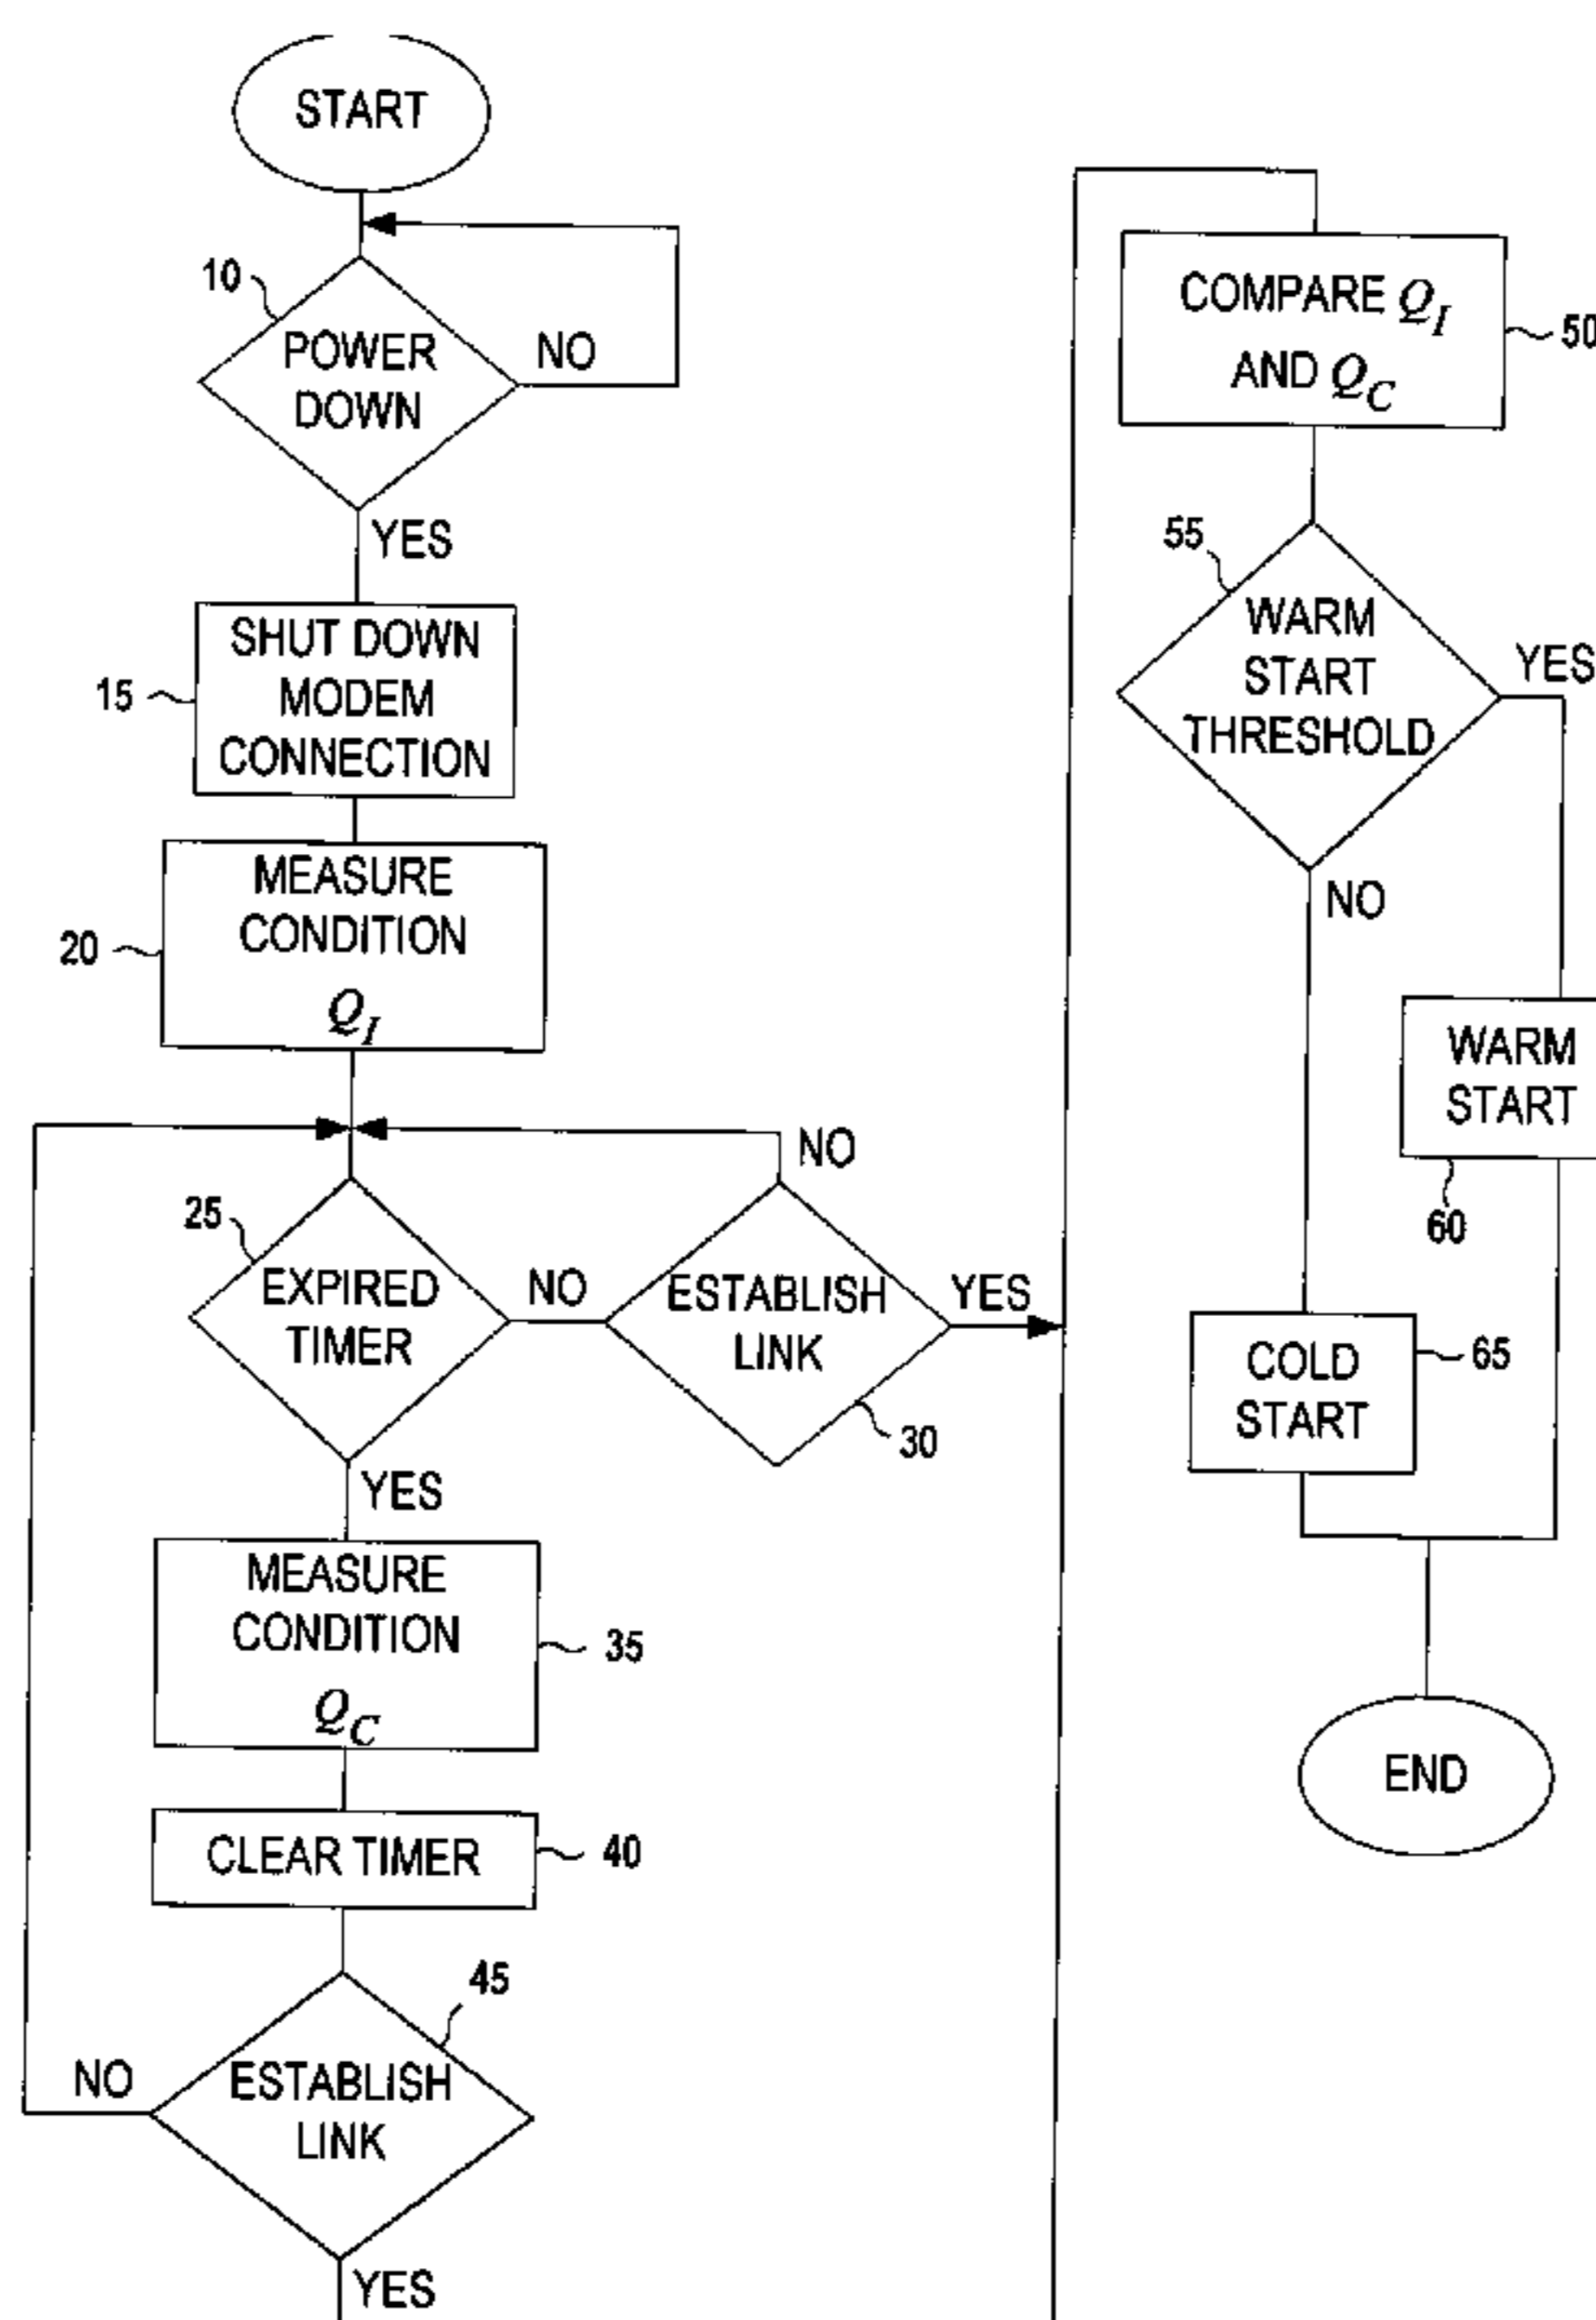 START
10
POWER
DOWN
NO
YES
15
SHUT DOWN
MODEM
CONNECTION
20
MEASURE
CONDITION
Q_I
25
EXPIRED
TIMER
NO
NO
ESTABLISH
LINK
YES
30
YES
MEASURE
CONDITION
Q_C
35
CLEAR TIMER
40
45
NO
ESTABLISH
LINK
YES
COMPARE Q_I
AND Q_C
50
55
WARM
START
THRESHOLD
YES
NO
WARM
START
60
COLD
START
65
END